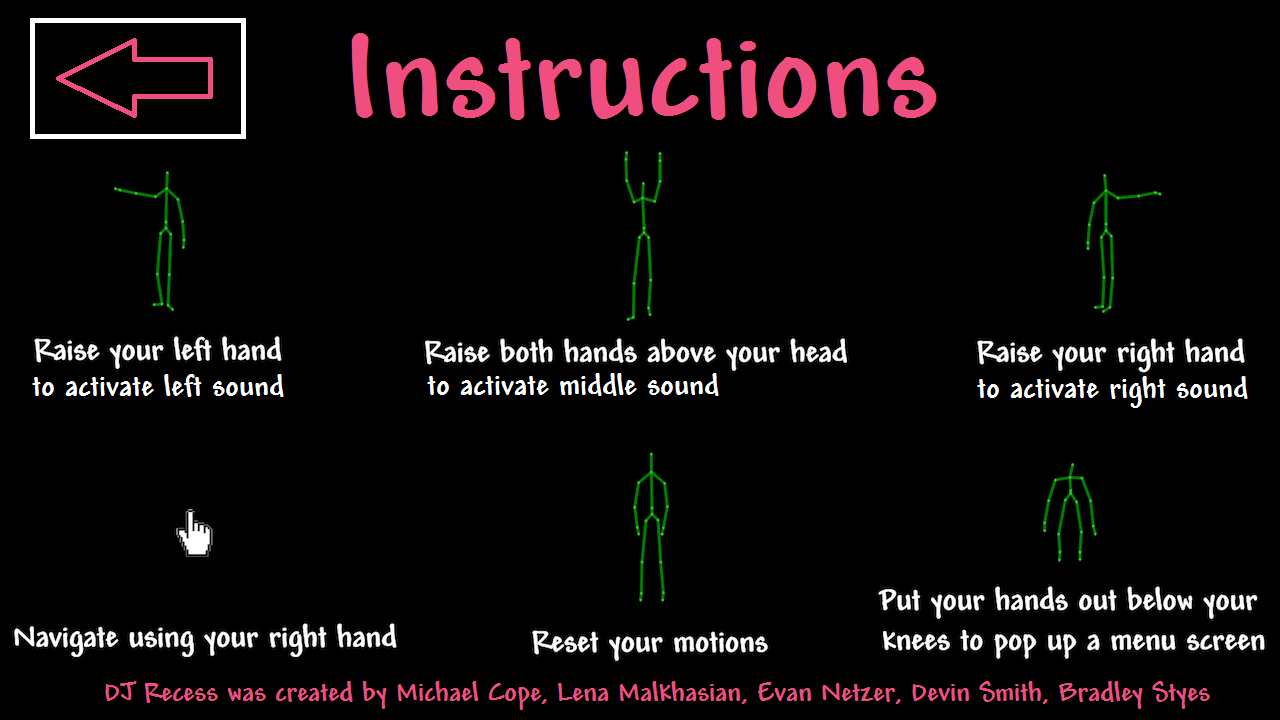 Instructions
Raise your left hand
to activate left sound
Raise both hands above your head
to activate middle sound
Raise your right hand
to activate right sound
Navigate using your right hand
Reset your motions
Put your hands out below your
Knees to pop up a menu screen
DJ Recess was created by Michael Cope, Lena Malkhasian, Evan Netzer, Devin Smith, Bradley Styes